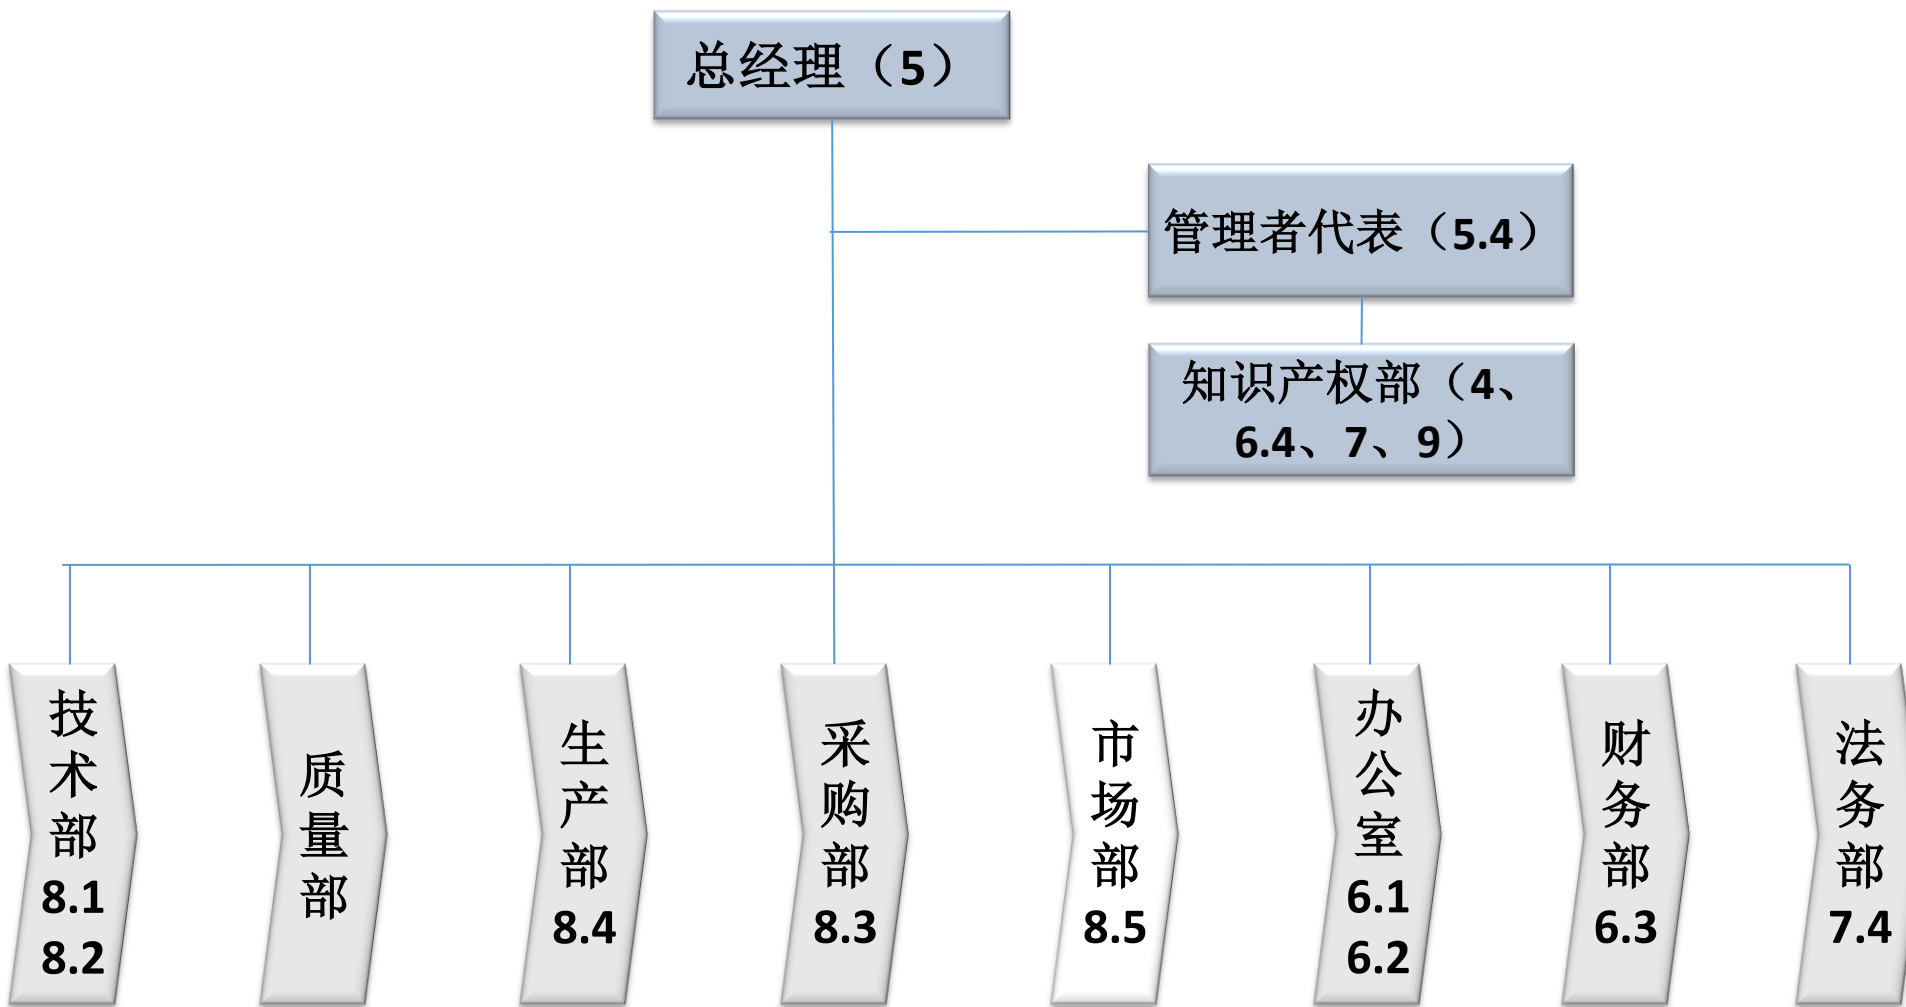 总经理（5）
管理者代表（5.4）
知识产权部（4、
6.4、7、9）
技术部
8.1
8.2
质量部
生产部
8.4
采购部
8.3
市场部
8.5
办公室
6.1
6.2
财务部
6.3
法务部
7.4